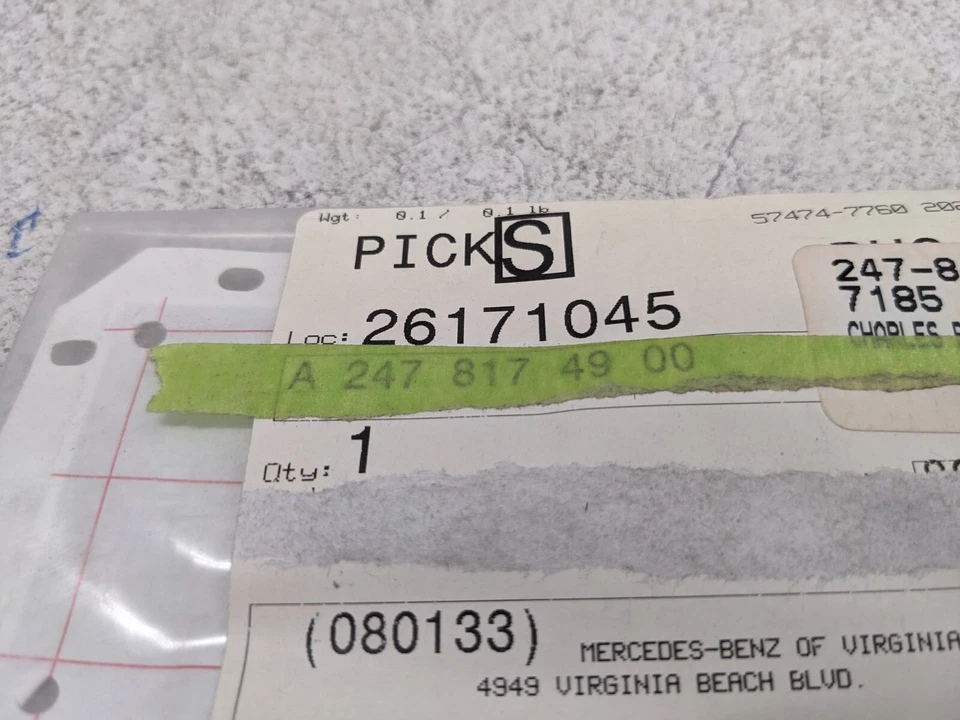 Wgt: 0.1 / 0.1 lb
57474-7760
PICKS
Loc: 26171045
247-8
7185
A 247 817 49 00
Qty: 1
(080133) MERCEDES-BENZ OF VIRGINIA
4949 VIRGINIA BEACH BLVD.